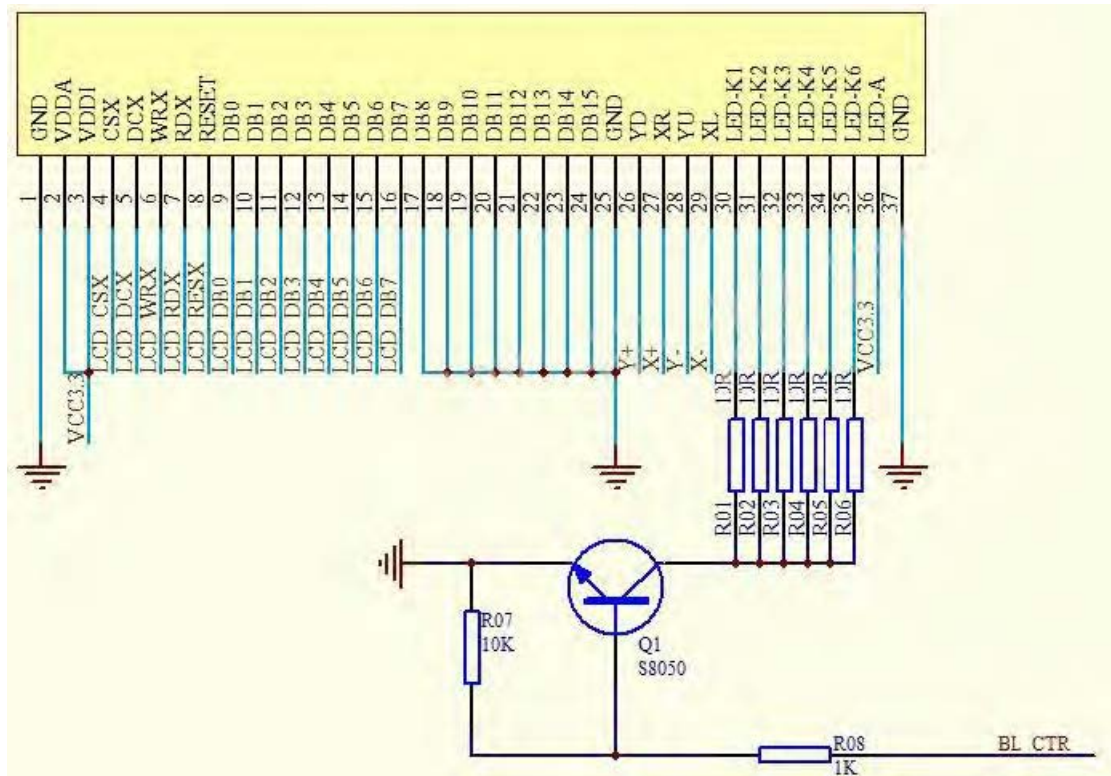 GND
VDDA
VDDI
CSX
DCX
WRX
RDX
RESET
DB0
DB1
DB2
DB3
DB4
DB5
DB6
DB7
DB8
DB9
DB10
DB11
DB12
DB13
DB14
DB15
GND
YD
XR
YU
XL
LED-K1
LED-K2
LED-K3
LED-K4
LED-K5
LED-K6
LED-A
GND
1
2
3
4
5
6
7
8
9
10
11
12
13
14
15
16
17
18
19
20
21
22
23
24
25
26
27
28
29
30
31
32
33
34
35
36
37
VCC3.3
LCD CSX
LCD DCX
LCD WRX
LCD RDX
LCD RESX
LCD DB0
LCD DB1
LCD DB2
LCD DB3
LCD DB4
LCD DB5
LCD DB6
LCD DB7
Y+
X+
Y-
X-
10R
10R
10R
10R
10R
10R
VCC3.3
R01
R02
R03
R04
R05
R06
R07
10K
Q1
S8050
R08
1K
BL CTR